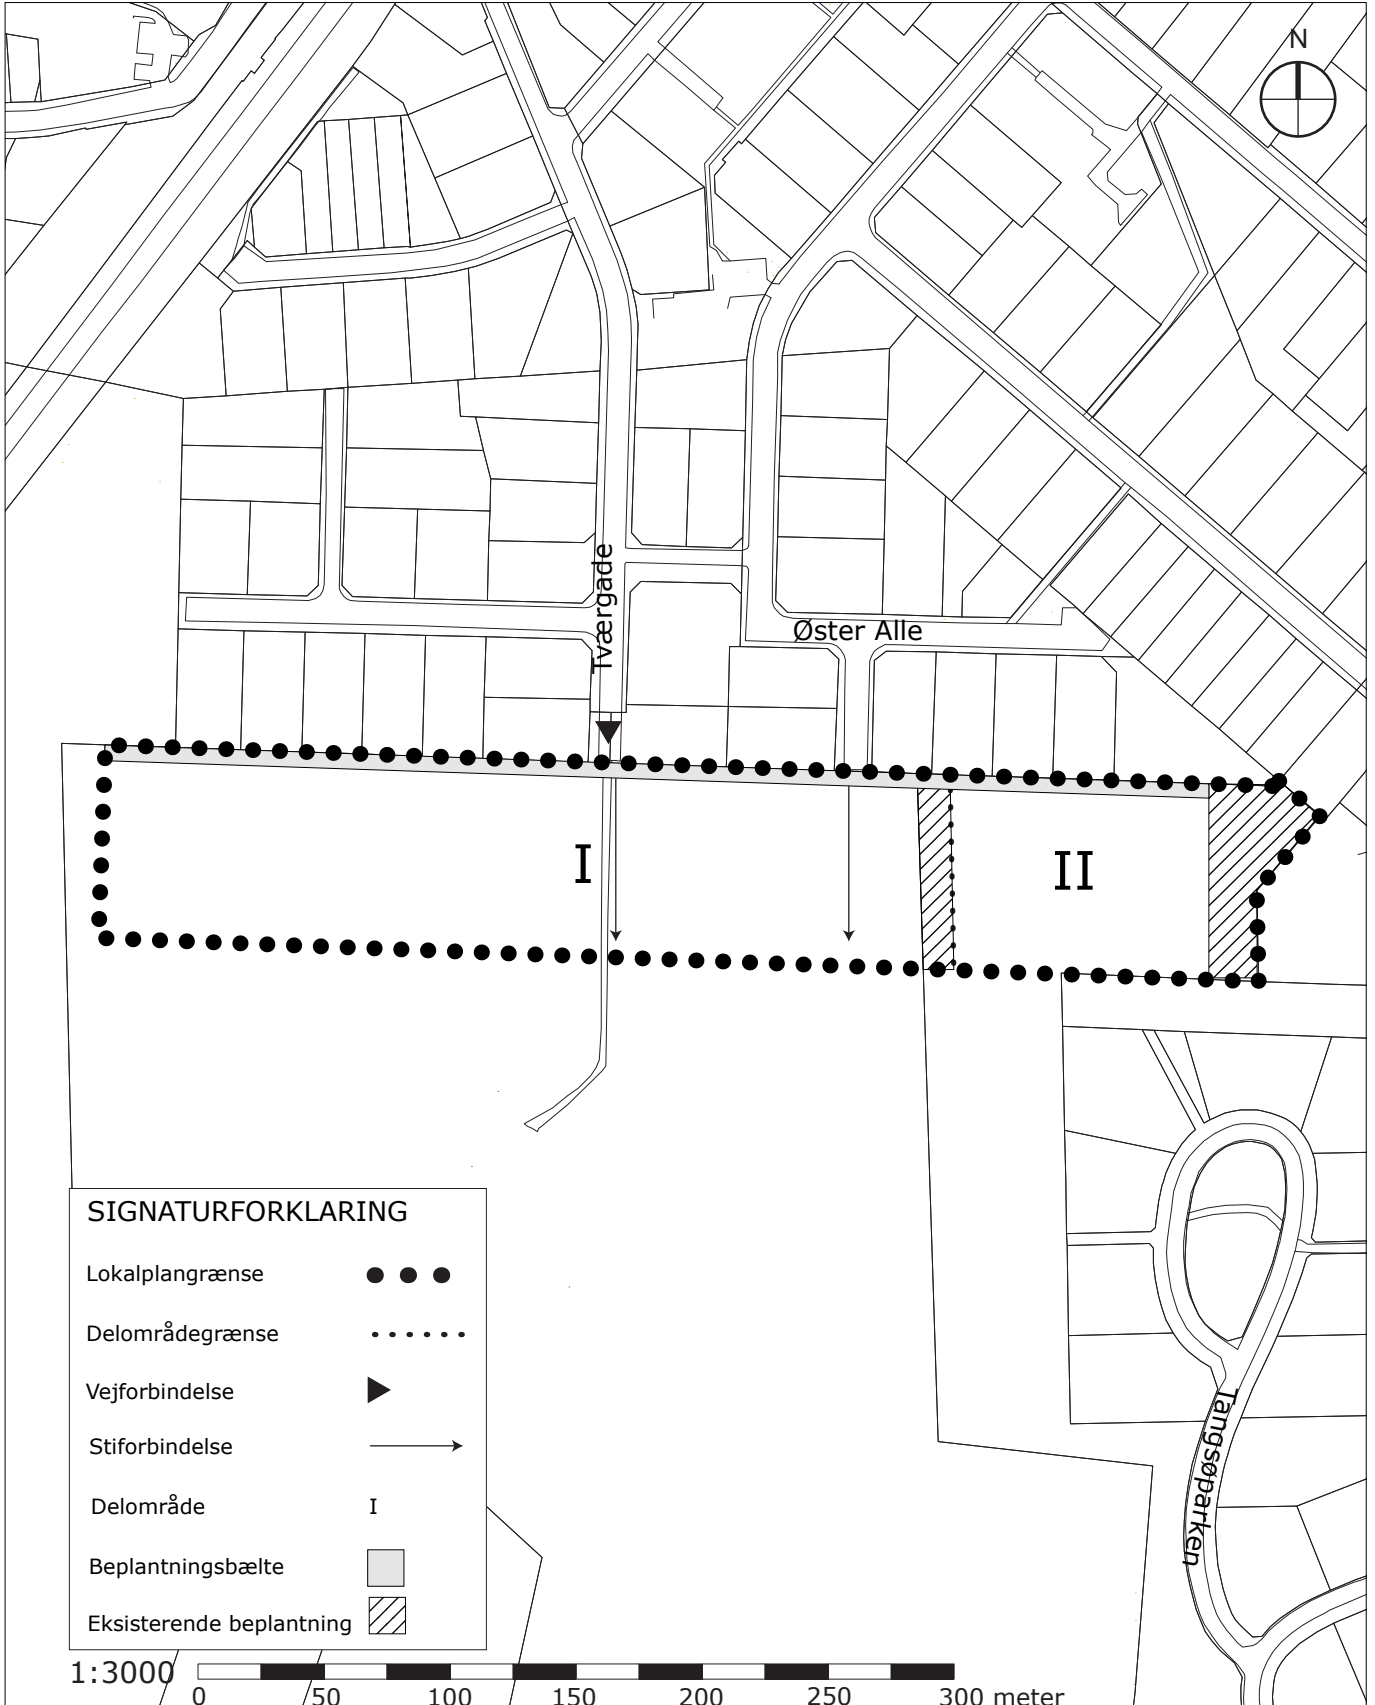 N
Tværgade
Øster Alle
I
II
SIGNATURFORKLARING
Lokalplangrænse
Delområdegrænse
Vejforbindelse
Stiforbindelse
Delområde I
Beplantningsbælte
Eksisterende beplantning
Tangsøparken
1:3000
0 50 100 150 200 250 300 meter